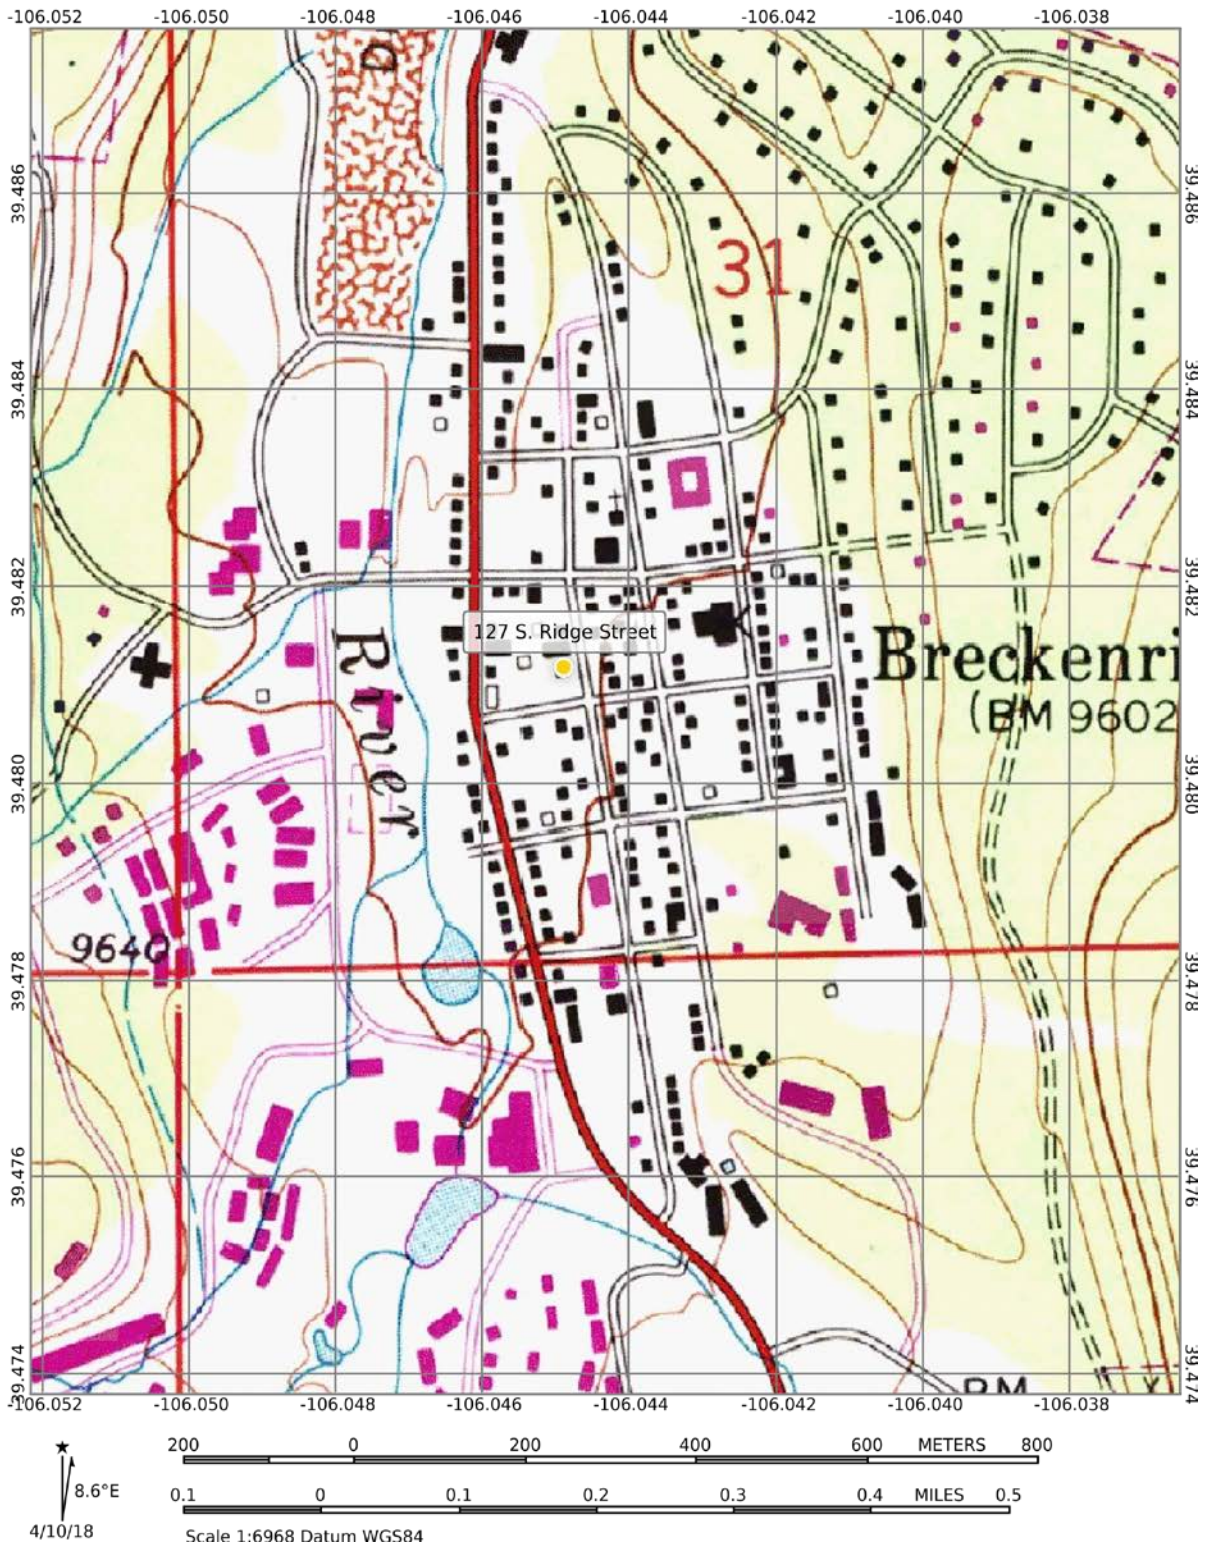 -106.052 -106.050 -106.048 -106.046 -106.044 -106.042 -106.040 -106.038
39.486 39.486
31
39.484 39.484
39.482 39.482
127 S. Ridge Street
River
Breckenri
(BM 9602
39.480 39.480
9640
39.478 39.478
39.476 39.476
39.474 39.474
BM
-106.052 -106.050 -106.048 -106.046 -106.044 -106.042 -106.040 -106.038
200 0 200 400 600 METERS 800
8.6°E
0.1 0 0.1 0.2 0.3 0.4 MILES 0.5
4/10/18
Scale 1:6968 Datum WGS84